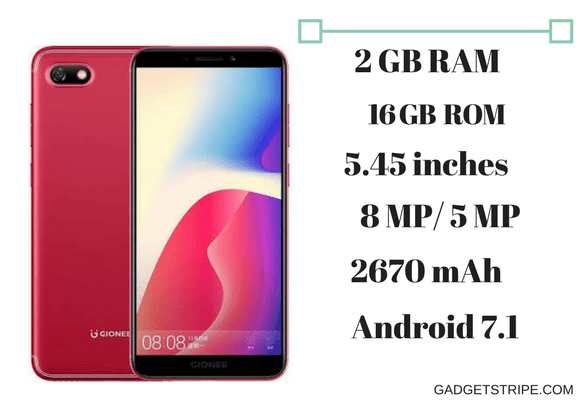 2 GB RAM
16 GB ROM
5.45 inches
8 MP/ 5 MP
2670 mAh
Android 7.1
GIONEE
08:08
GIONEE
GADGETSTRIPE.COM